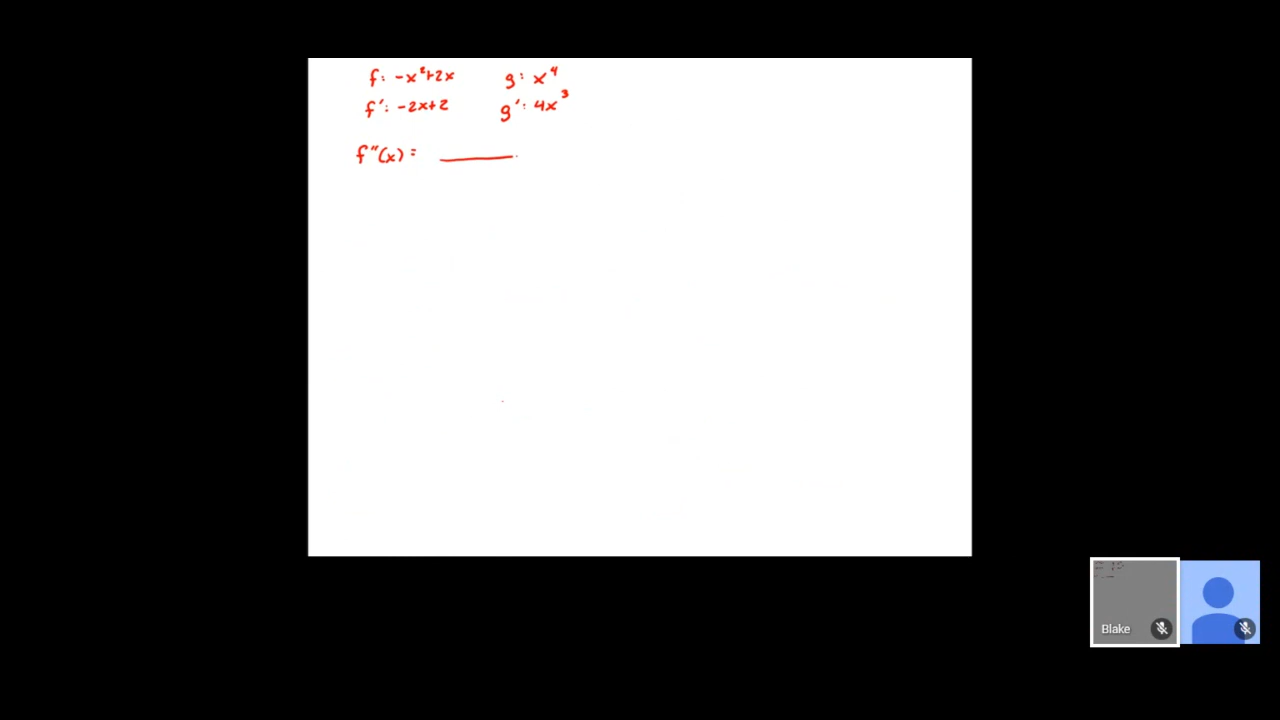 f: -x²+2x g: x⁴
f′: -2x+2 g′: 4x³
f″(x) = ______
Blake